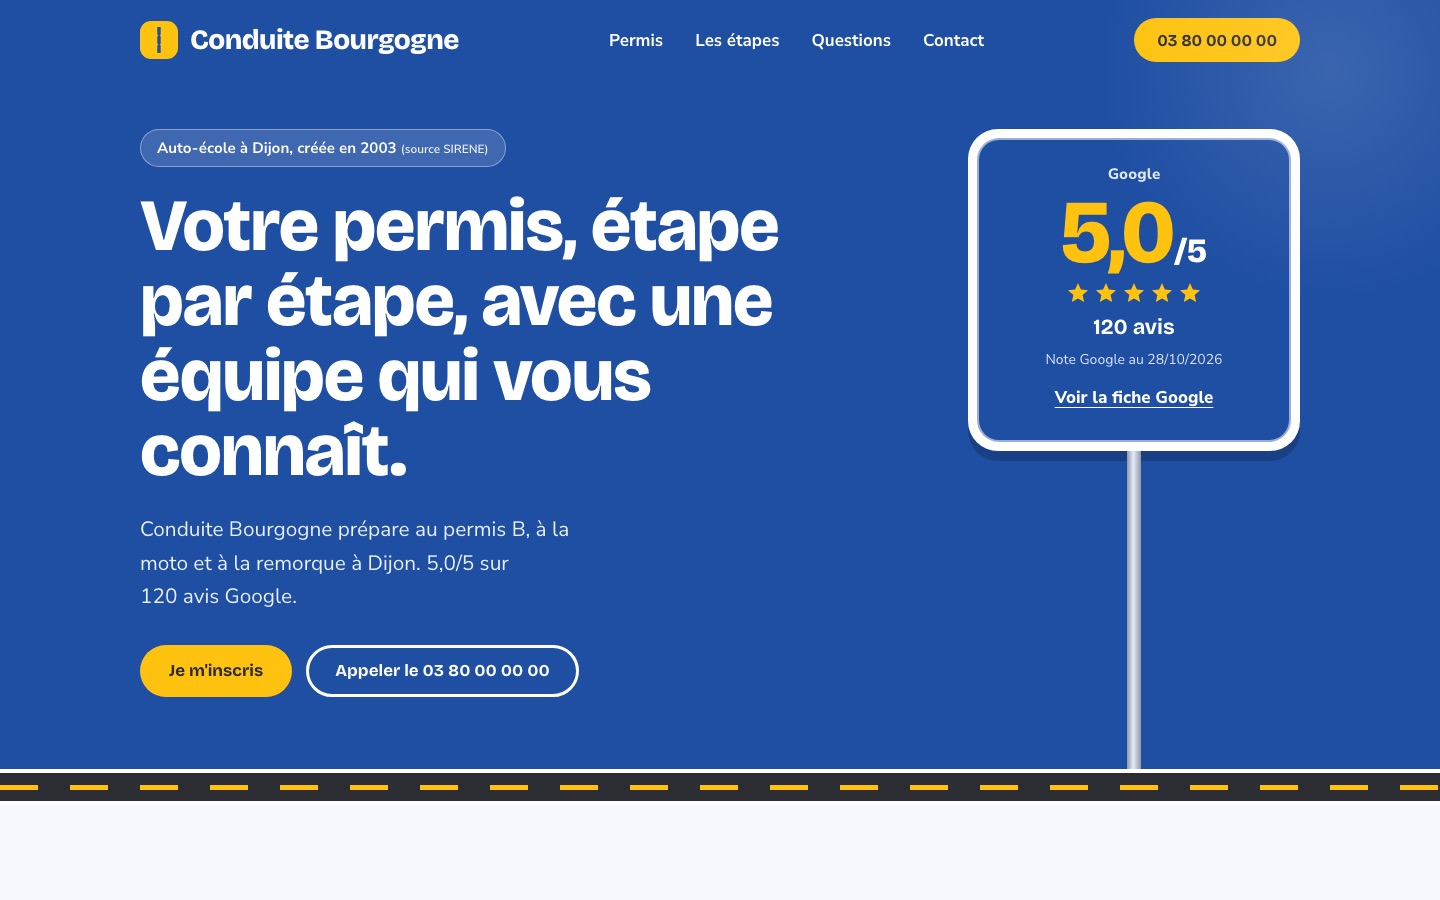 Conduite Bourgogne
Permis
Les étapes
Questions
Contact
03 80 00 00 00
Auto-école à Dijon, créée en 2003 (source SIRENE)
Votre permis, étape
par étape, avec une
équipe qui vous
connaît.
Conduite Bourgogne prépare au permis B, à la
moto et à la remorque à Dijon. 5,0/5 sur
120 avis Google.
Je m'inscris
Appeler le 03 80 00 00 00
Google
5,0/5
120 avis
Note Google au 28/10/2026
Voir la fiche Google